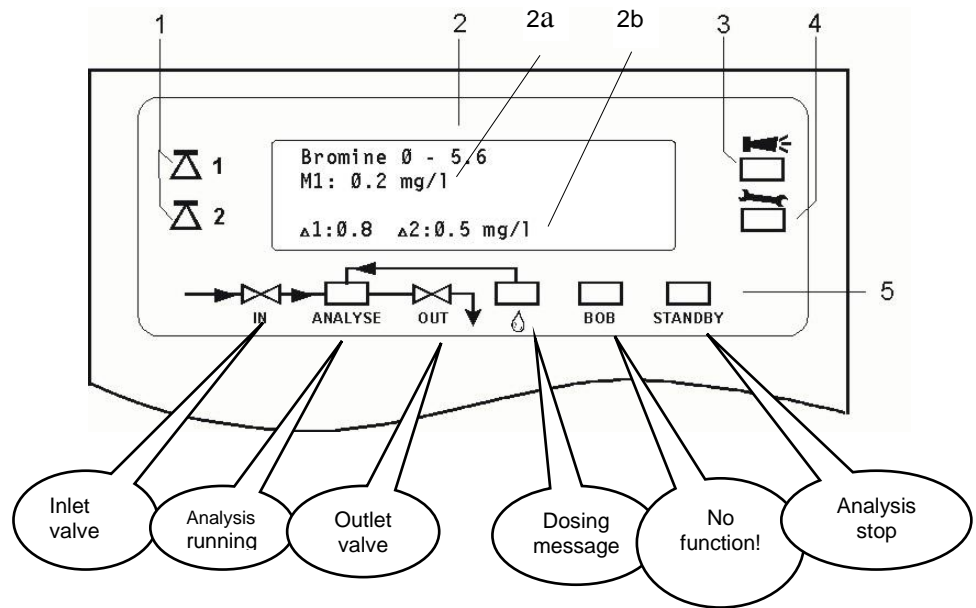 1
2
2a
2b
3
4
1
2
Bromine Ø - 5.6
M1: Ø.2 mg/l
▵1:Ø.8 ▵2:Ø.5 mg/l
5
IN
ANALYSE
OUT
BOB
STANDBY
Inlet
valve
Analysis
running
Outlet
valve
Dosing
message
No
function!
Analysis
stop